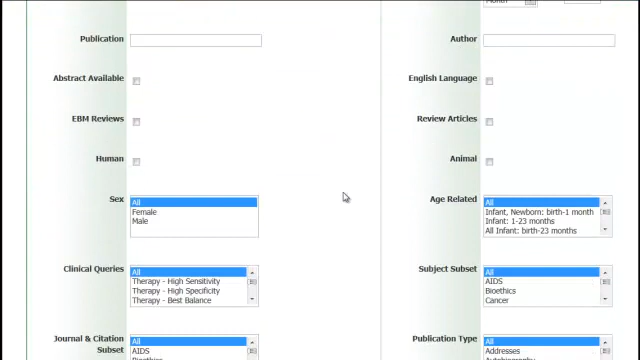 Month
Publication
Author
Abstract Available
English Language
EBM Reviews
Review Articles
Human
Animal
Sex
All
Female
Male
Age Related
All
Infant, Newborn: birth-1 month
Infant: 1-23 months
All Infant: birth-23 months
Clinical Queries
All
Therapy - High Sensitivity
Therapy - High Specificity
Therapy - Best Balance
Subject Subset
All
AIDS
Bioethics
Cancer
Journal & Citation
Subset
All
AIDS
Bioethics
Publication Type
All
Addresses
Autobiography